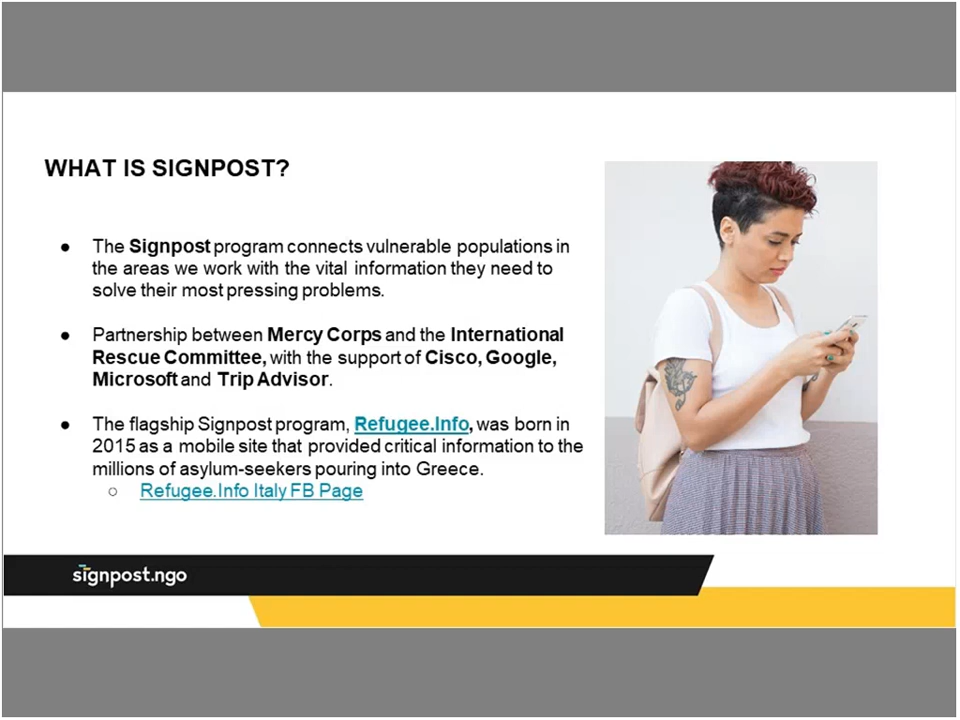 WHAT IS SIGNPOST?
● The Signpost program connects vulnerable populations in
the areas we work with the vital information they need to
solve their most pressing problems.
● Partnership between Mercy Corps and the International
Rescue Committee, with the support of Cisco, Google,
Microsoft and Trip Advisor.
● The flagship Signpost program, Refugee.Info, was born in
2015 as a mobile site that provided critical information to the
millions of asylum-seekers pouring into Greece.
○ Refugee.Info Italy FB Page
signpost.ngo